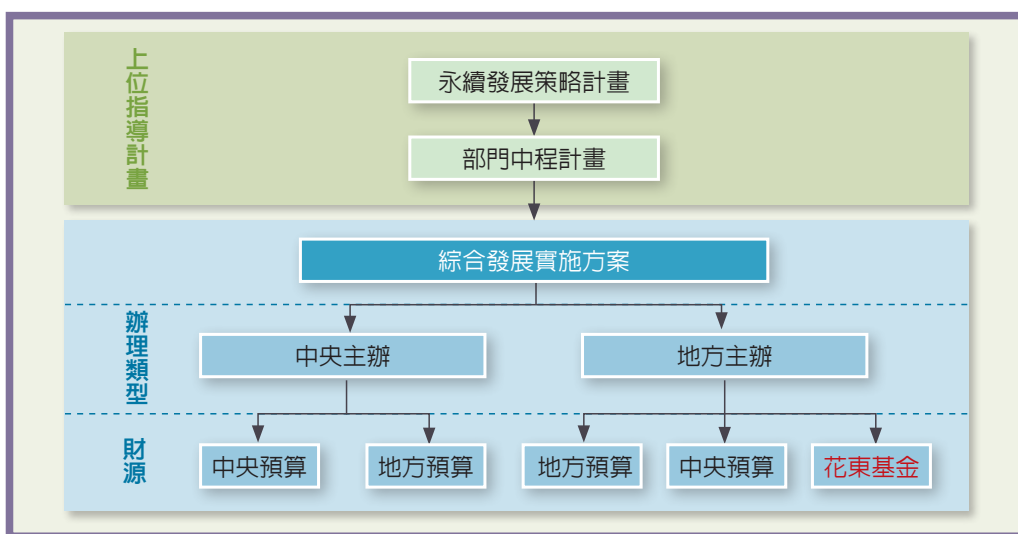 上位指導計畫
永續發展策略計畫
部門中程計畫
綜合發展實施方案
辦理類型
中央主辦
地方主辦
財源
中央預算
地方預算
地方預算
中央預算
花東基金